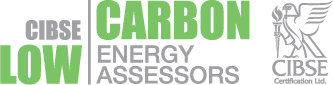 CIBSE CARBON
LOW ENERGY
ASSESSORS
CIBSE
Certification Ltd.